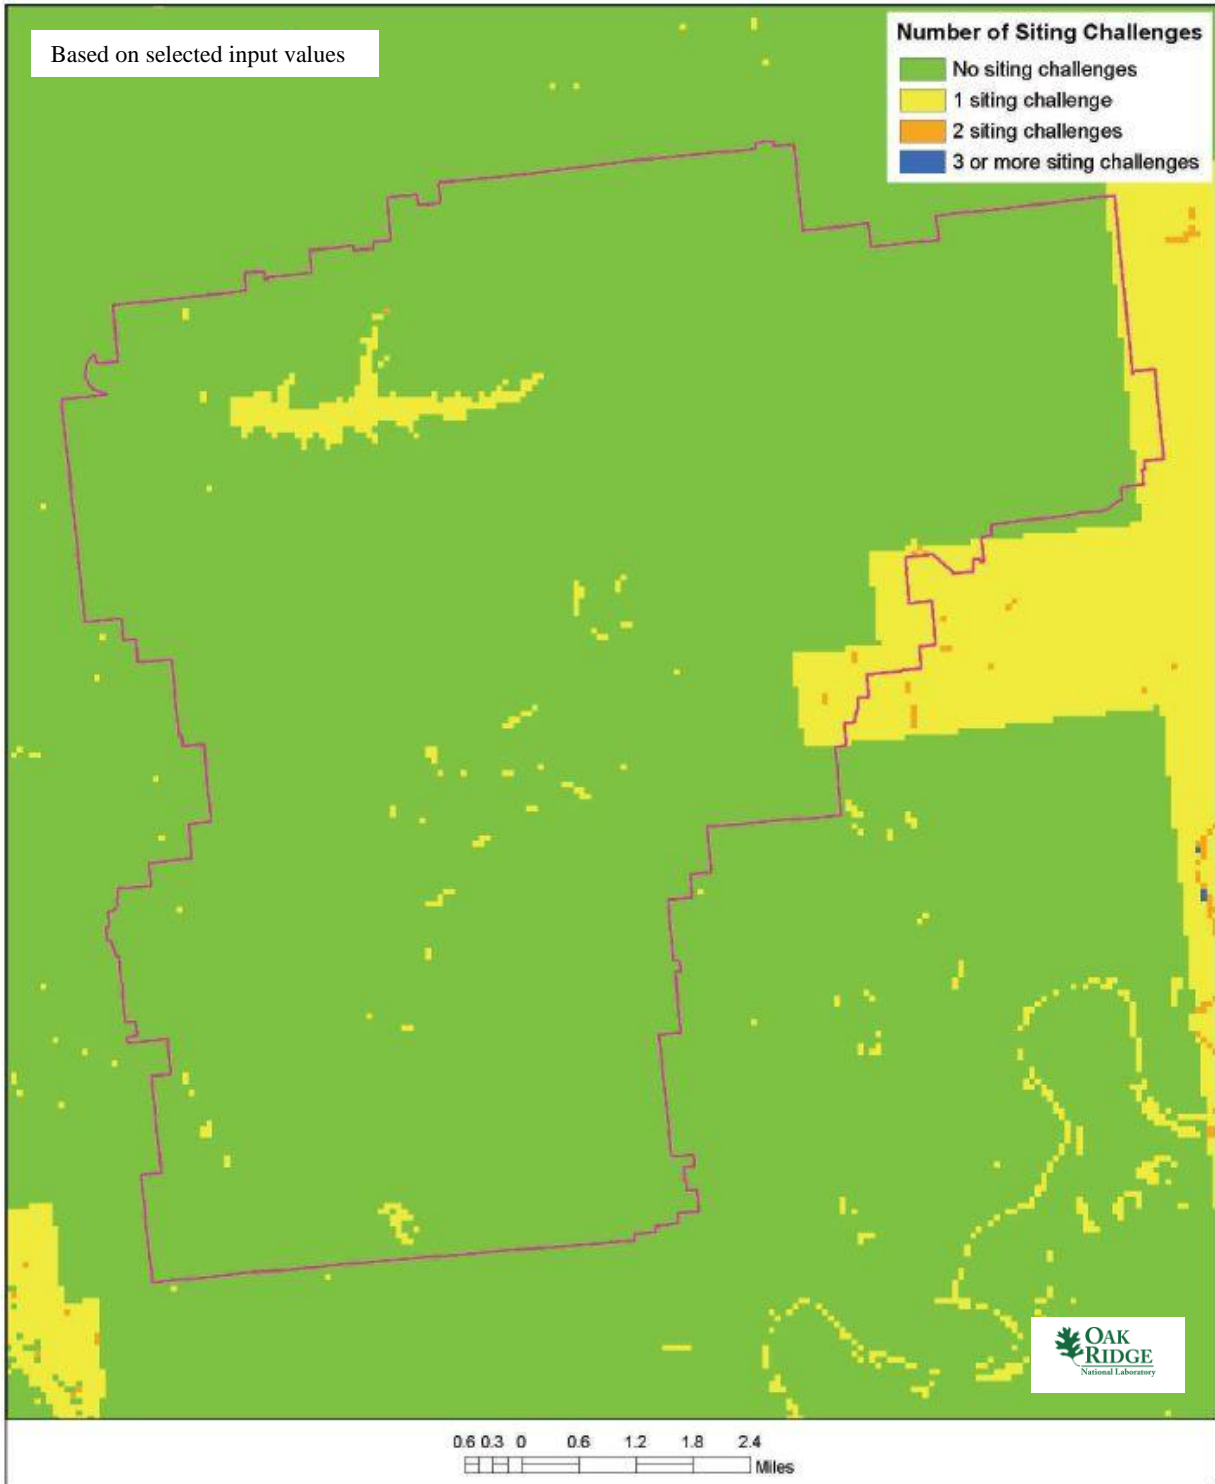 Based on selected input values
Number of Siting Challenges
No siting challenges
1 siting challenge
2 siting challenges
3 or more siting challenges
OAK
RIDGE
National Laboratory
0.6 0.3 0 0.6 1.2 1.8 2.4
Miles